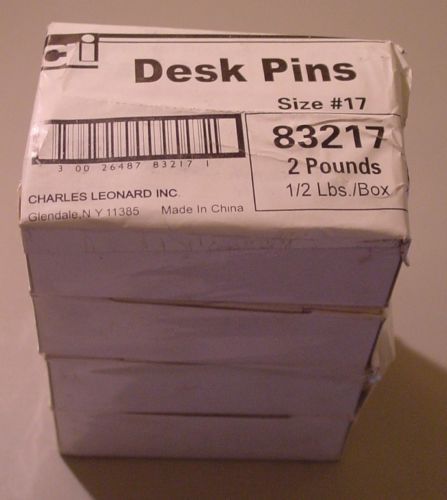 cli
Desk Pins
Size #17
83217
2 Pounds
1/2 Lbs./Box
3 00 26487 83217 1
CHARLES LEONARD INC.
Glendale, N Y 11385 Made In China